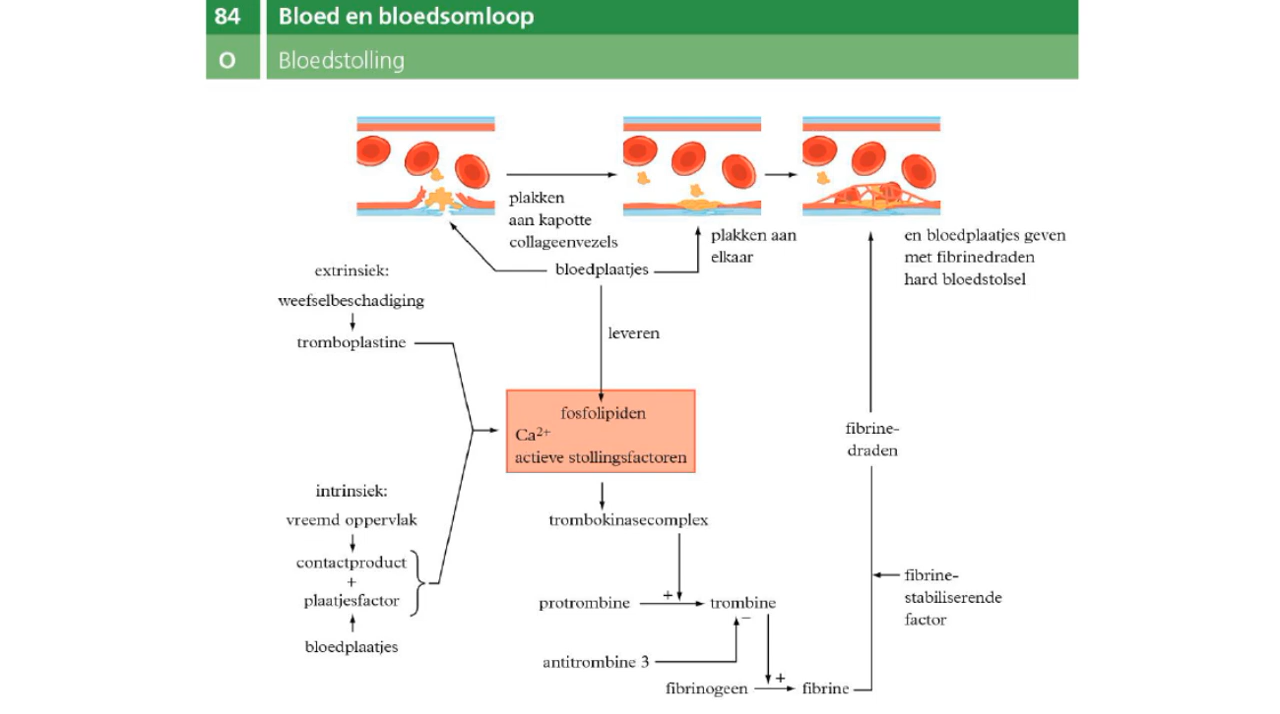 84 Bloed en bloedsomloop
O Bloedstolling
plakken
aan kapotte
collageenvezels
plakken aan
elkaar
en bloedplaatjes geven
met fibrinedraden
hard bloedstolsel
bloedplaatjes
extrinsiek:
weefselbeschadiging
tromboplastine
leveren
fosfolipiden
Ca²⁺
actieve stollingsfactoren
fibrine-
draden
intrinsiek:
vreemd oppervlak
contactproduct
+
plaatjesfactor
bloedplaatjes
trombokinasecomplex
protrombine + trombine
−
antitrombine 3
fibrinogeen + fibrine
fibrine-
stabiliserende
factor